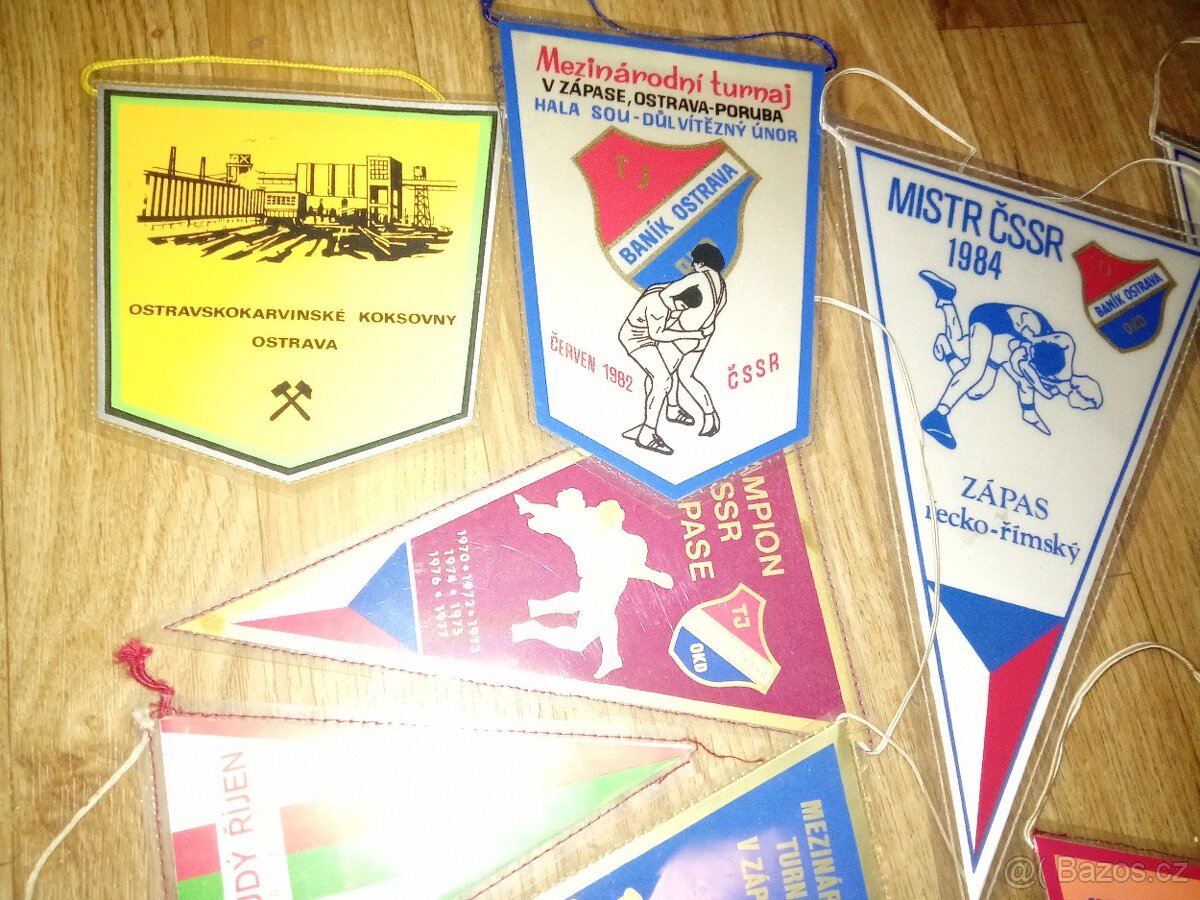 OSTRAVSKOKARVINSKÉ KOKSOVNY
OSTRAVA
Mezinárodní turnaj
V ZÁPASE, OSTRAVA-PORUBA
HALA SOU-DŮL VÍTĚZNÝ ÚNOR
TJ
BANÍK OSTRAVA
ČERVEN 1982
ČSSR
MISTR ČSSR
1984
TJ
BANÍK OSTRAVA
OKD
ZÁPAS
řecko-římský
AMPION
SSR
PASE
1970 • 1972 • 1973
1974 • 1975
1976 • 1977
TJ
OKD
UDÝ ŘÍJEN
MEZINÁR
TURN
V ZÁP
Bazos.cz